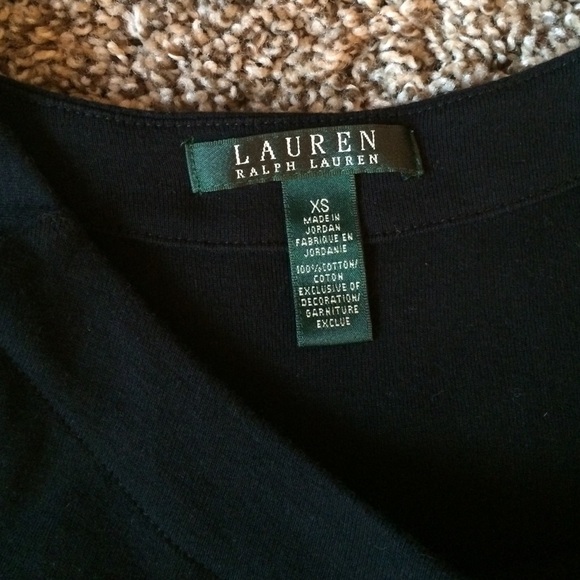 LAUREN
RALPH LAUREN
XS
MADE IN
JORDAN
FABRIQUE EN
JORDANIE
100% COTTON/
COTON
EXCLUSIVE OF
DECORATION/
GARNITURE
EXCLUE